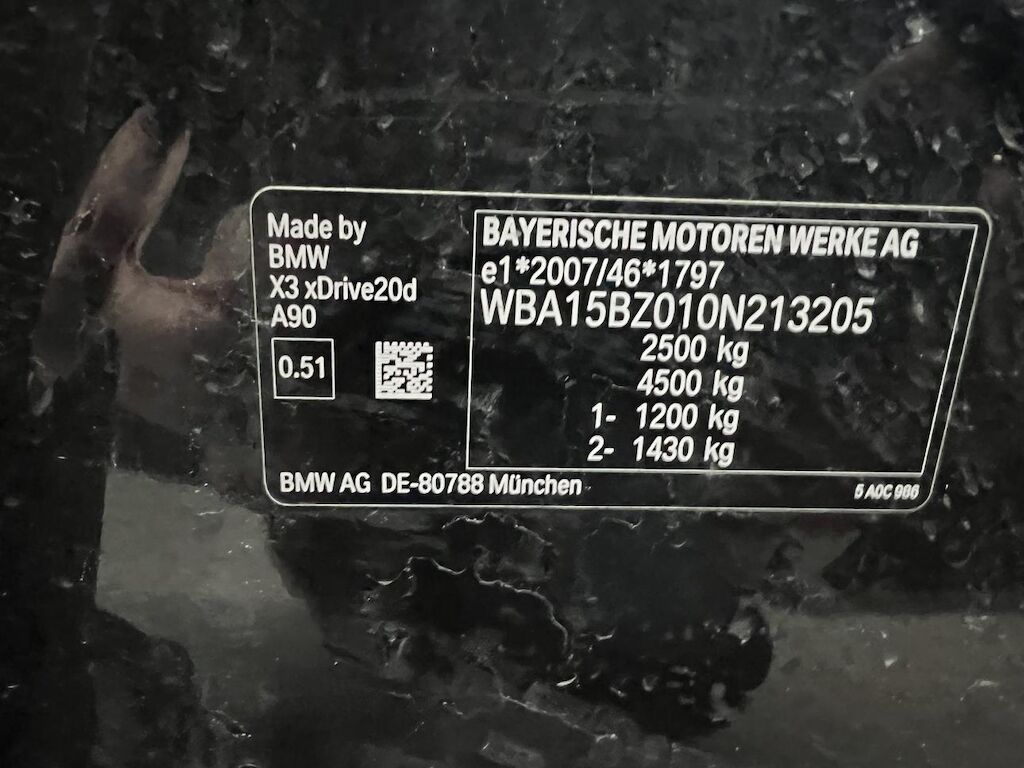 Made by
BMW
X3 xDrive20d
A90
0.51
BAYERISCHE MOTOREN WERKE AG
e1*2007/46*1797
WBA15BZ010N213205
2500 kg
4500 kg
1- 1200 kg
2- 1430 kg
BMW AG DE-80788 München
5 A0C 986